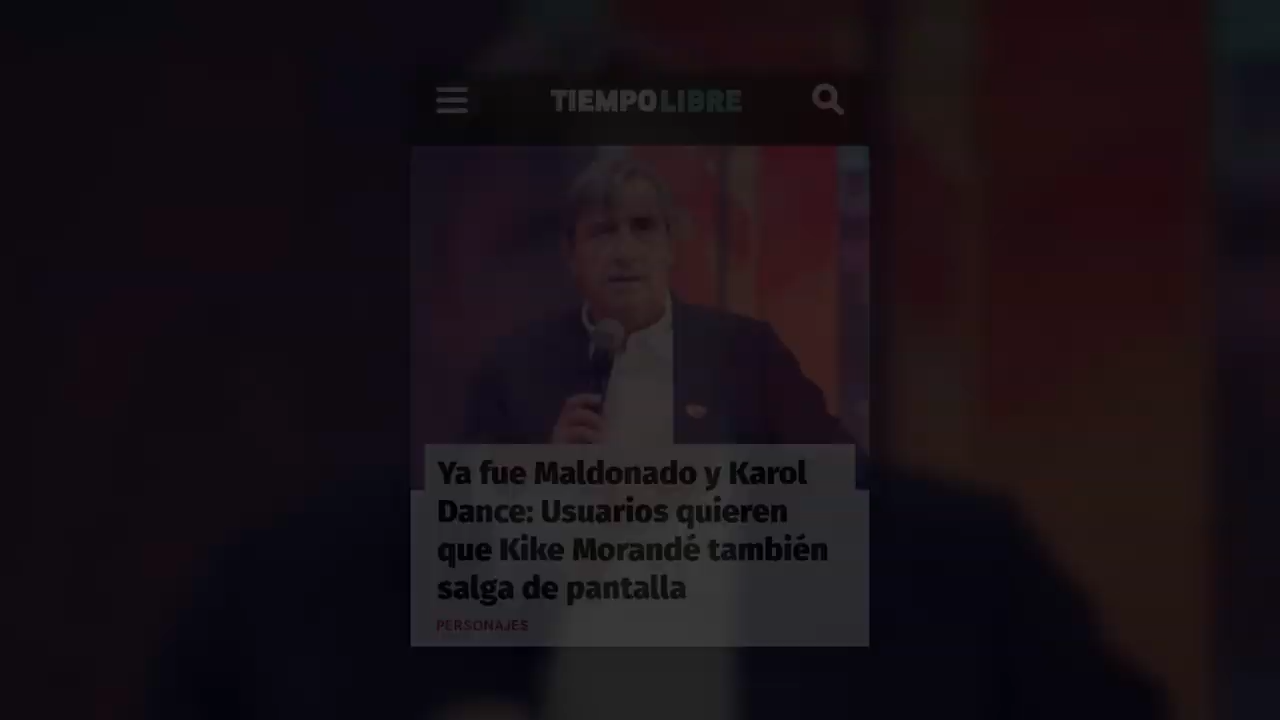 TIEMPOLIBRE
Ya fue Maldonado y Karol
Dance: Usuarios quieren
que Kike Morandé también
salga de pantalla
PERSONAJES